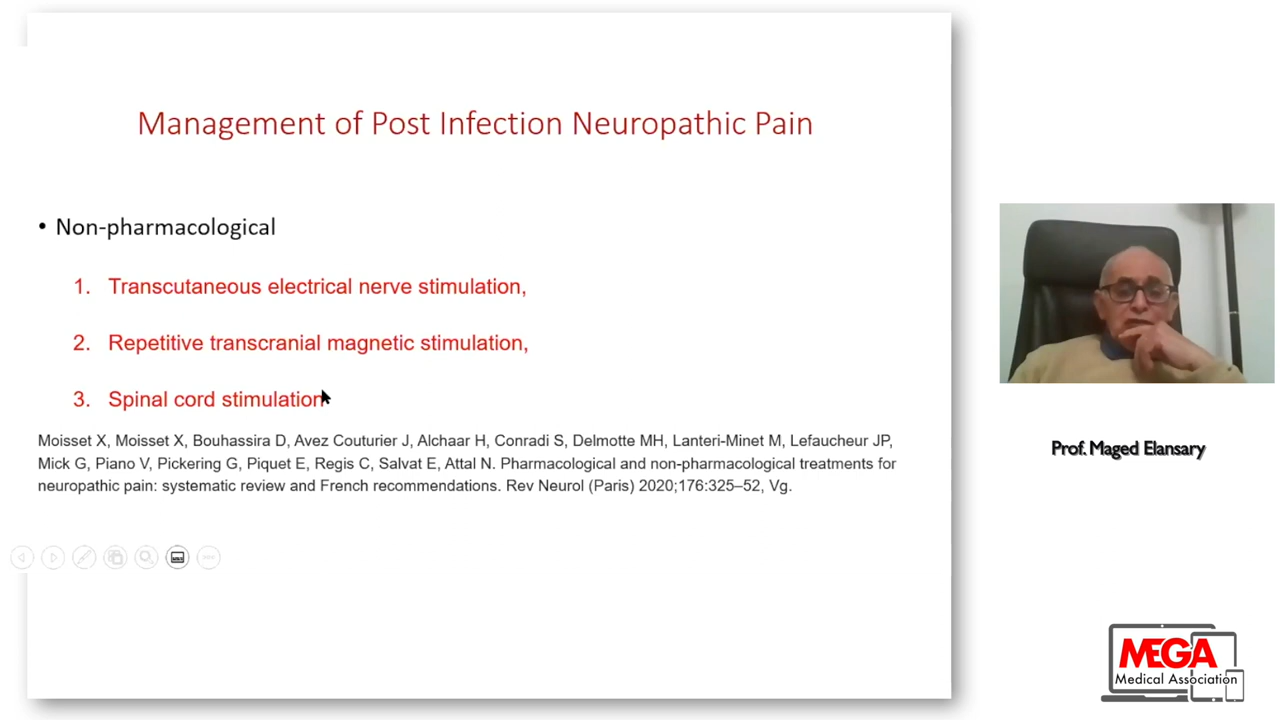 Management of Post Infection Neuropathic Pain
• Non-pharmacological
1. Transcutaneous electrical nerve stimulation,
2. Repetitive transcranial magnetic stimulation,
3. Spinal cord stimulation
Moisset X, Moisset X, Bouhassira D, Avez Couturier J, Alchaar H, Conradi S, Delmotte MH, Lanteri-Minet M, Lefaucheur JP,
Mick G, Piano V, Pickering G, Piquet E, Regis C, Salvat E, Attal N. Pharmacological and non-pharmacological treatments for
neuropathic pain: systematic review and French recommendations. Rev Neurol (Paris) 2020;176:325–52, Vg.
Prof. Maged Elansary
MEGA
Medical Association